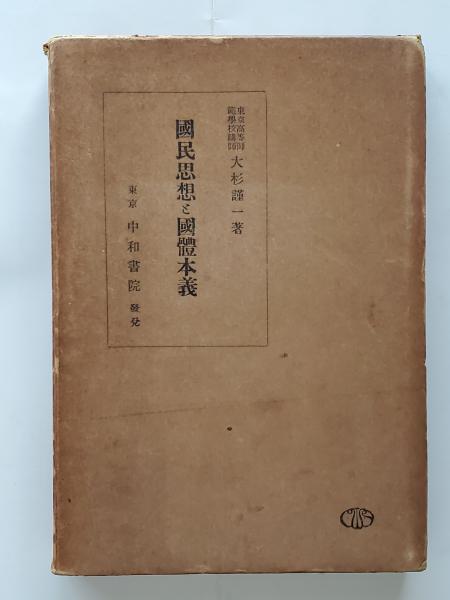 東京高等師範學校講師 大杉謹一著
國民思想と國體本義
東京 中和書院 發兌